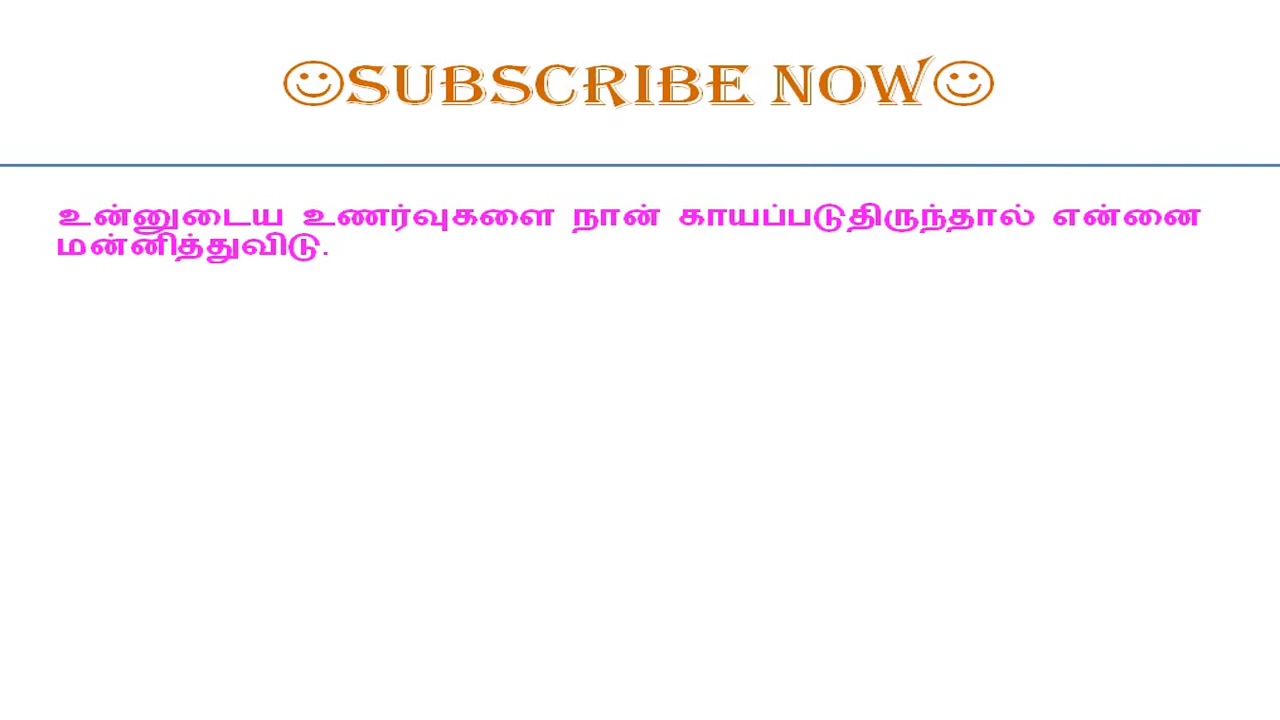 ☺SUBSCRIBE NOW☺
உன்னுடைய உணர்வுகளை நான் காயப்படுதிருந்தால் என்னை
மன்னித்துவிடு.